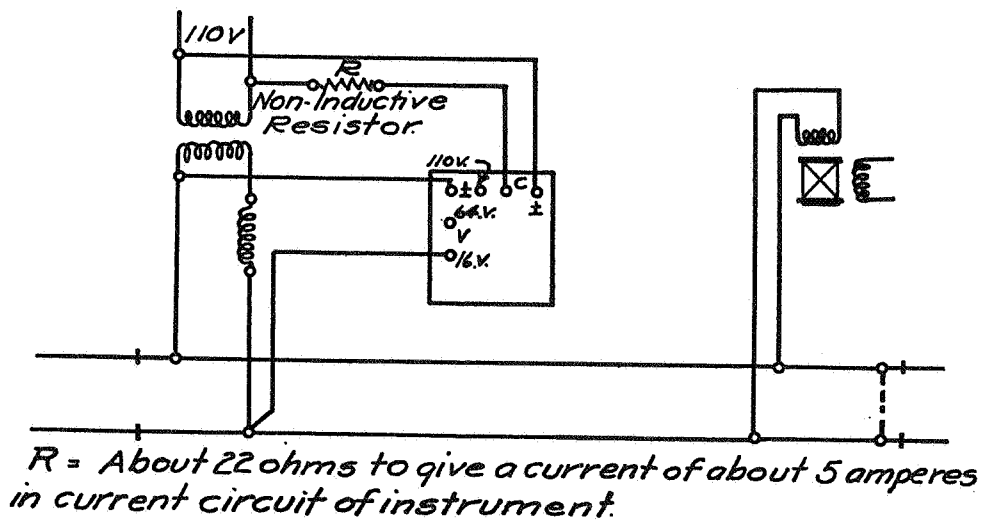 110V
R
Non-Inductive
Resistor.
110V.
± C
±
64.V.
V
16.V.
R = About 22 ohms to give a current of about 5 amperes
in current circuit of instrument.